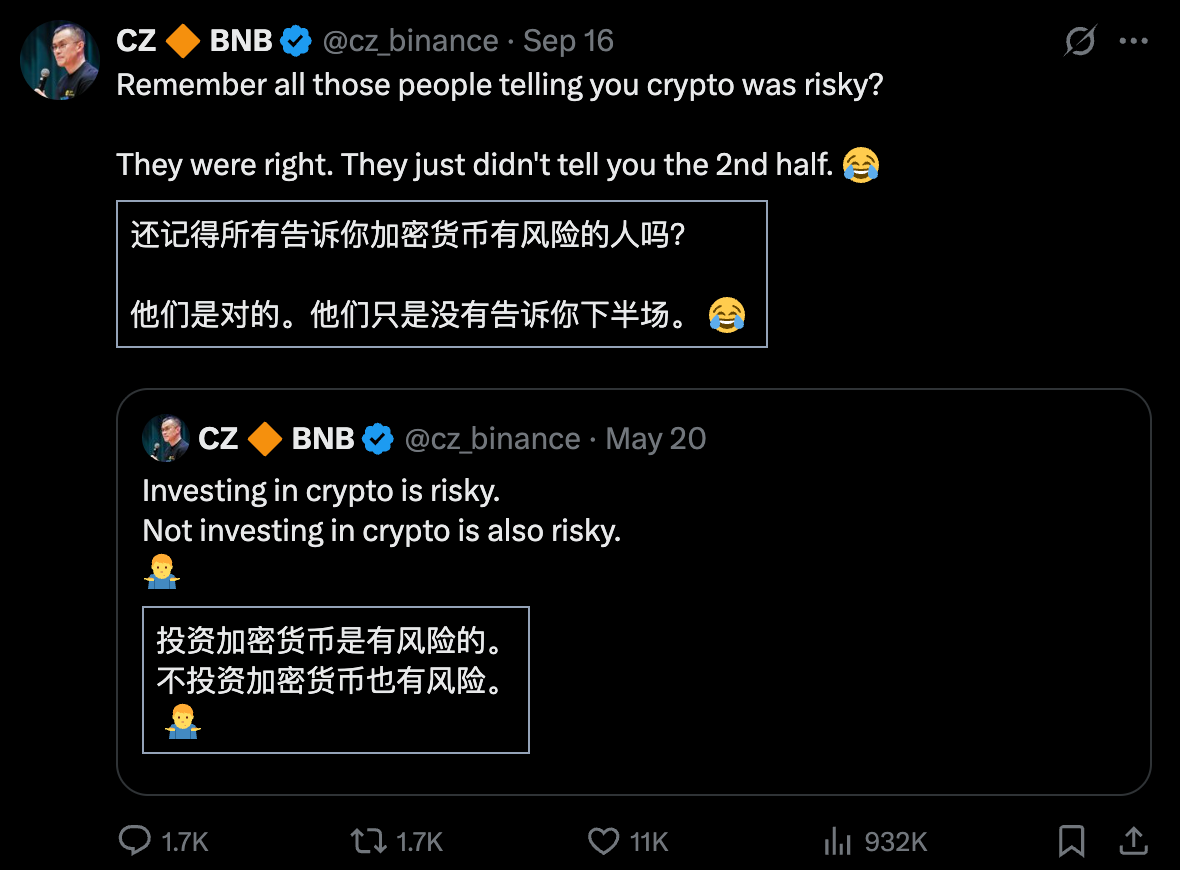 CZ 🔶 BNB @cz_binance · Sep 16
Remember all those people telling you crypto was risky?
They were right. They just didn't tell you the 2nd half. 😂
还记得所有告诉你加密货币有风险的人吗?
他们是对的。他们只是没有告诉你下半场。 😂
CZ 🔶 BNB @cz_binance · May 20
Investing in crypto is risky.
Not investing in crypto is also risky.
🤷‍♂️
投资加密货币是有风险的。
不投资加密货币也有风险。
🤷‍♂️
1.7K 1.7K 11K 932K